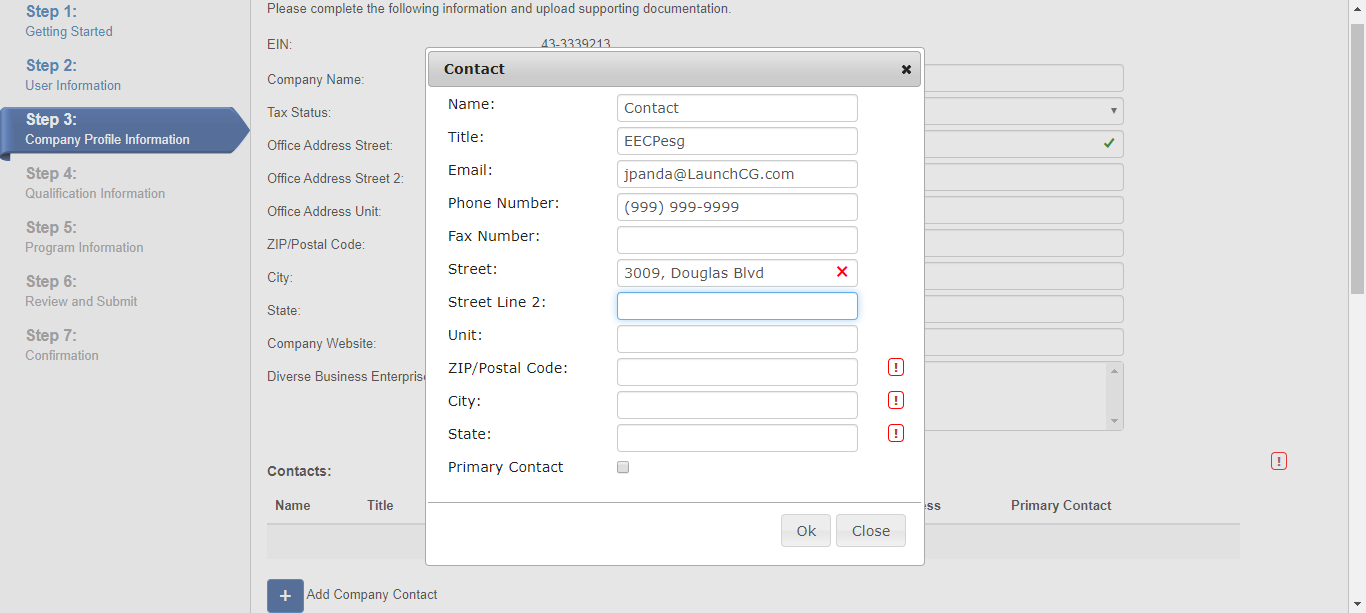 Step 1:
Getting Started
Step 2:
User Information
Step 3:
Company Profile Information
Step 4:
Qualification Information
Step 5:
Program Information
Step 6:
Review and Submit
Step 7:
Confirmation
Please complete the following information and upload supporting documentation.
EIN: 43-3339213
Company Name:
Tax Status:
Office Address Street:
Office Address Street 2:
Office Address Unit:
ZIP/Postal Code:
City:
State:
Company Website:
Diverse Business Enterprise
Contact
Name: Contact
Title: EECPesg
Email: jpanda@LaunchCG.com
Phone Number: (999) 999-9999
Fax Number:
Street: 3009, Douglas Blvd
Street Line 2:
Unit:
ZIP/Postal Code: !
City: !
State: !
Primary Contact
Ok Close
Contacts: !
Name Title ss Primary Contact
+ Add Company Contact